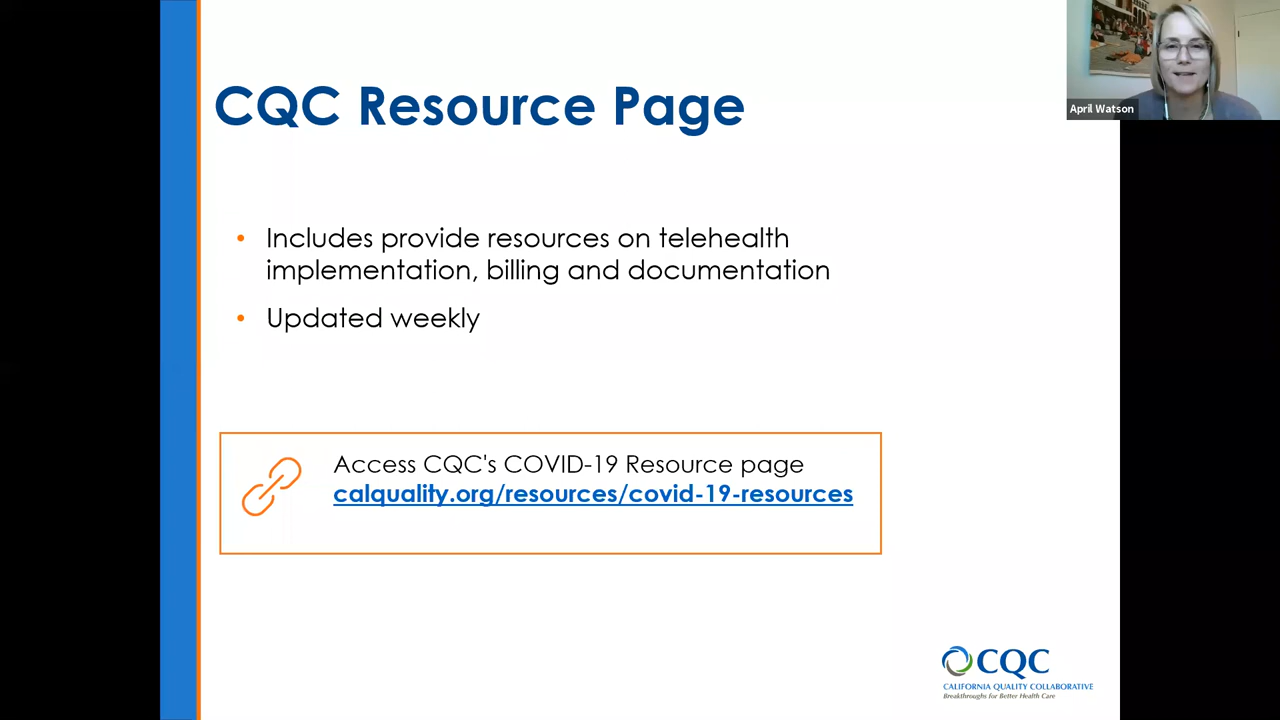 CQC Resource Page
April Watson
• Includes provide resources on telehealth
implementation, billing and documentation
• Updated weekly
Access CQC's COVID-19 Resource page
calquality.org/resources/covid-19-resources
CQC
CALIFORNIA QUALITY COLLABORATIVE
Breakthroughs for Better Health Care